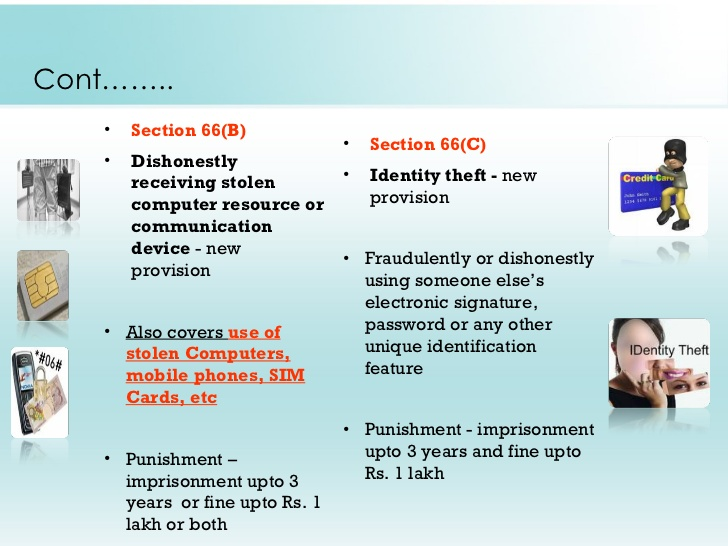 Cont……..
• Section 66(B)
• Dishonestly
receiving stolen
computer resource or
communication
device - new
provision
• Also covers use of
stolen Computers,
mobile phones, SIM
Cards, etc
• Punishment –
imprisonment upto 3
years or fine upto Rs. 1
lakh or both
• Section 66(C)
• Identity theft - new
provision
• Fraudulently or dishonestly
using someone else's
electronic signature,
password or any other
unique identification
feature
• Punishment - imprisonment
upto 3 years and fine upto
Rs. 1 lakh
*#06#
NOKIA
Credit Card
IDentity Theft